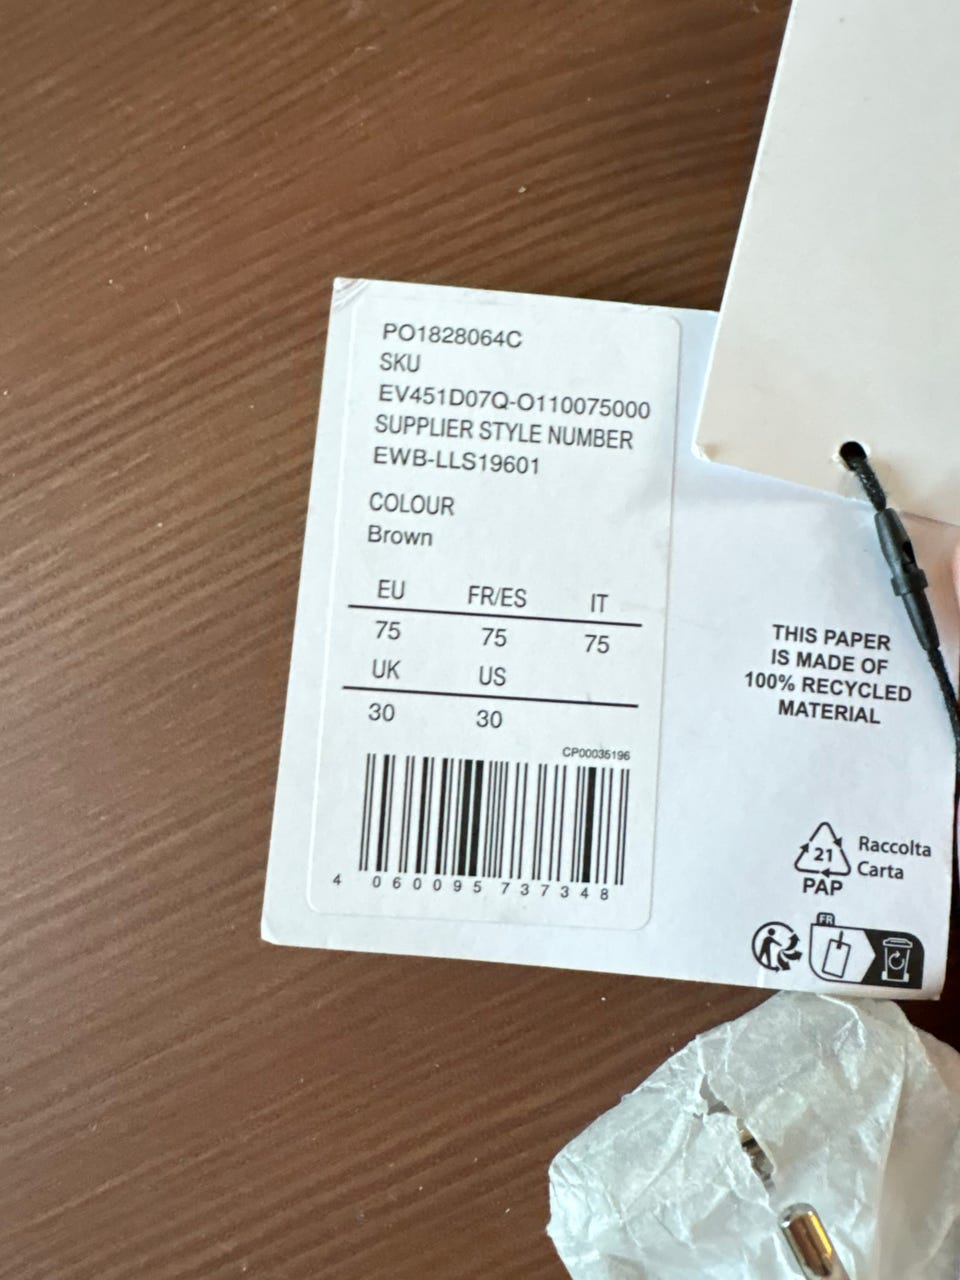 PO1828064C
SKU
EV451D07Q-O110075000
SUPPLIER STYLE NUMBER
EWB-LLS19601
COLOUR
Brown
EU FR/ES IT
75 75 75
UK US
30 30
CP00035196
4 060095 737348
THIS PAPER
IS MADE OF
100% RECYCLED
MATERIAL
21
PAP
Raccolta
Carta
FR